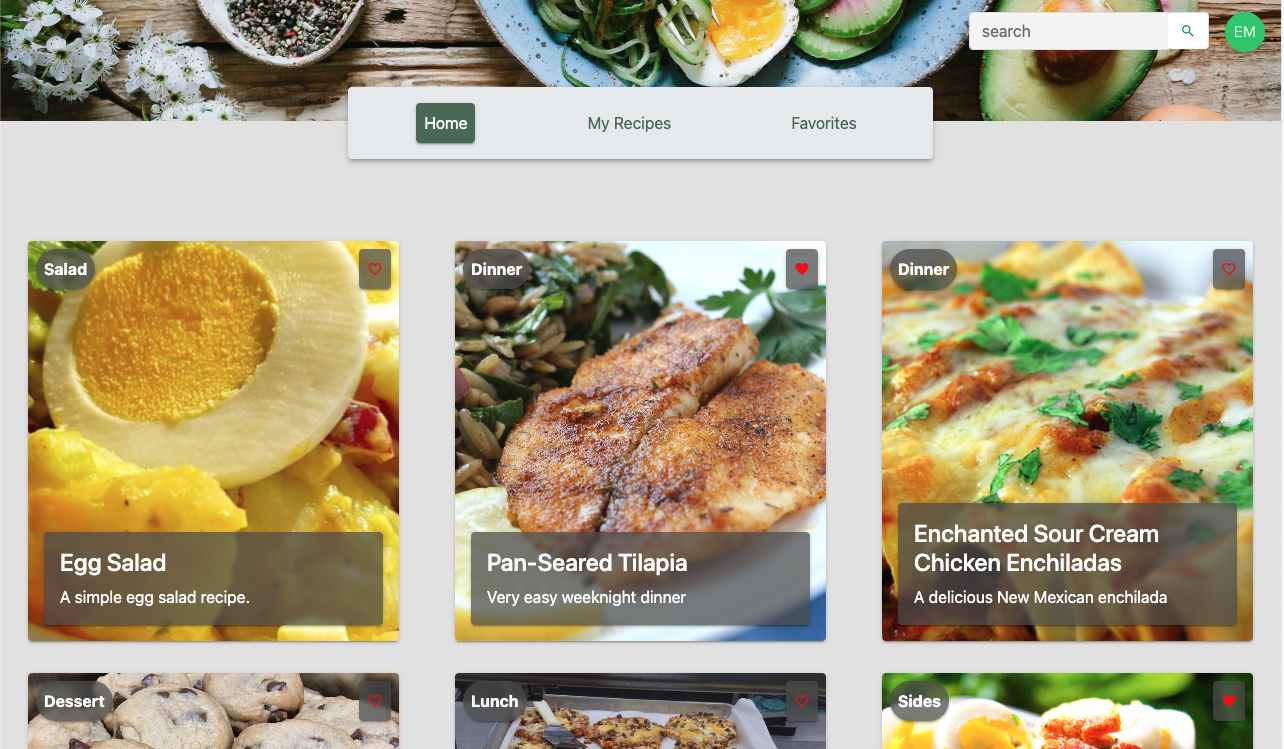 search
EM
Home
My Recipes
Favorites
Salad
Egg Salad
A simple egg salad recipe.
Dinner
Pan-Seared Tilapia
Very easy weeknight dinner
Dinner
Enchanted Sour Cream
Chicken Enchiladas
A delicious New Mexican enchilada
Dessert
Lunch
Sides